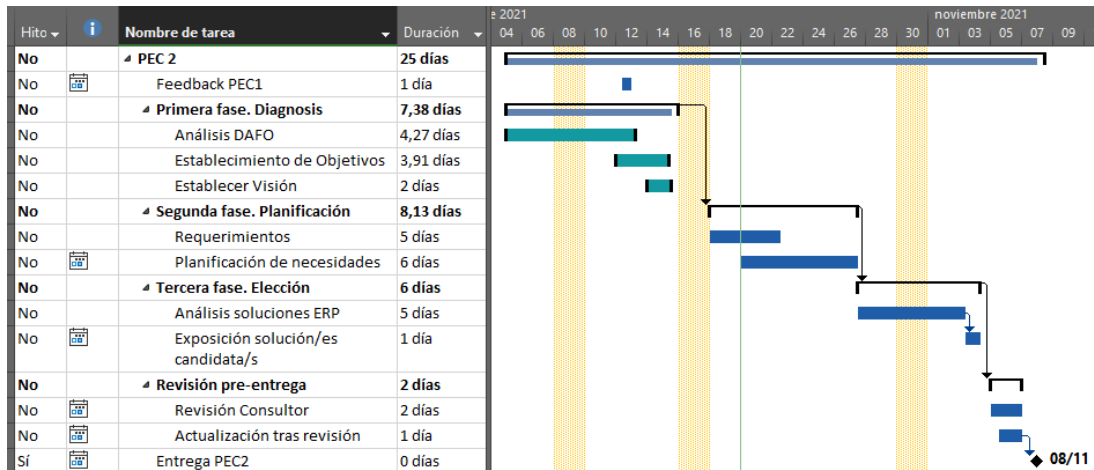 e 2021 noviembre 2021
Hito Nombre de tarea Duración 04 06 08 10 12 14 16 18 20 22 24 26 28 30 01 03 05 07 09
No PEC 2 25 días
No Feedback PEC1 1 día
No Primera fase. Diagnosis 7,38 días
No Análisis DAFO 4,27 días
No Establecimiento de Objetivos 3,91 días
No Establecer Visión 2 días
No Segunda fase. Planificación 8,13 días
No Requerimientos 5 días
No Planificación de necesidades 6 días
No Tercera fase. Elección 6 días
No Análisis soluciones ERP 5 días
No Exposición solución/es 1 día
candidata/s
No Revisión pre-entrega 2 días
No Revisión Consultor 2 días
No Actualización tras revisión 1 día
Sí Entrega PEC2 0 días 08/11